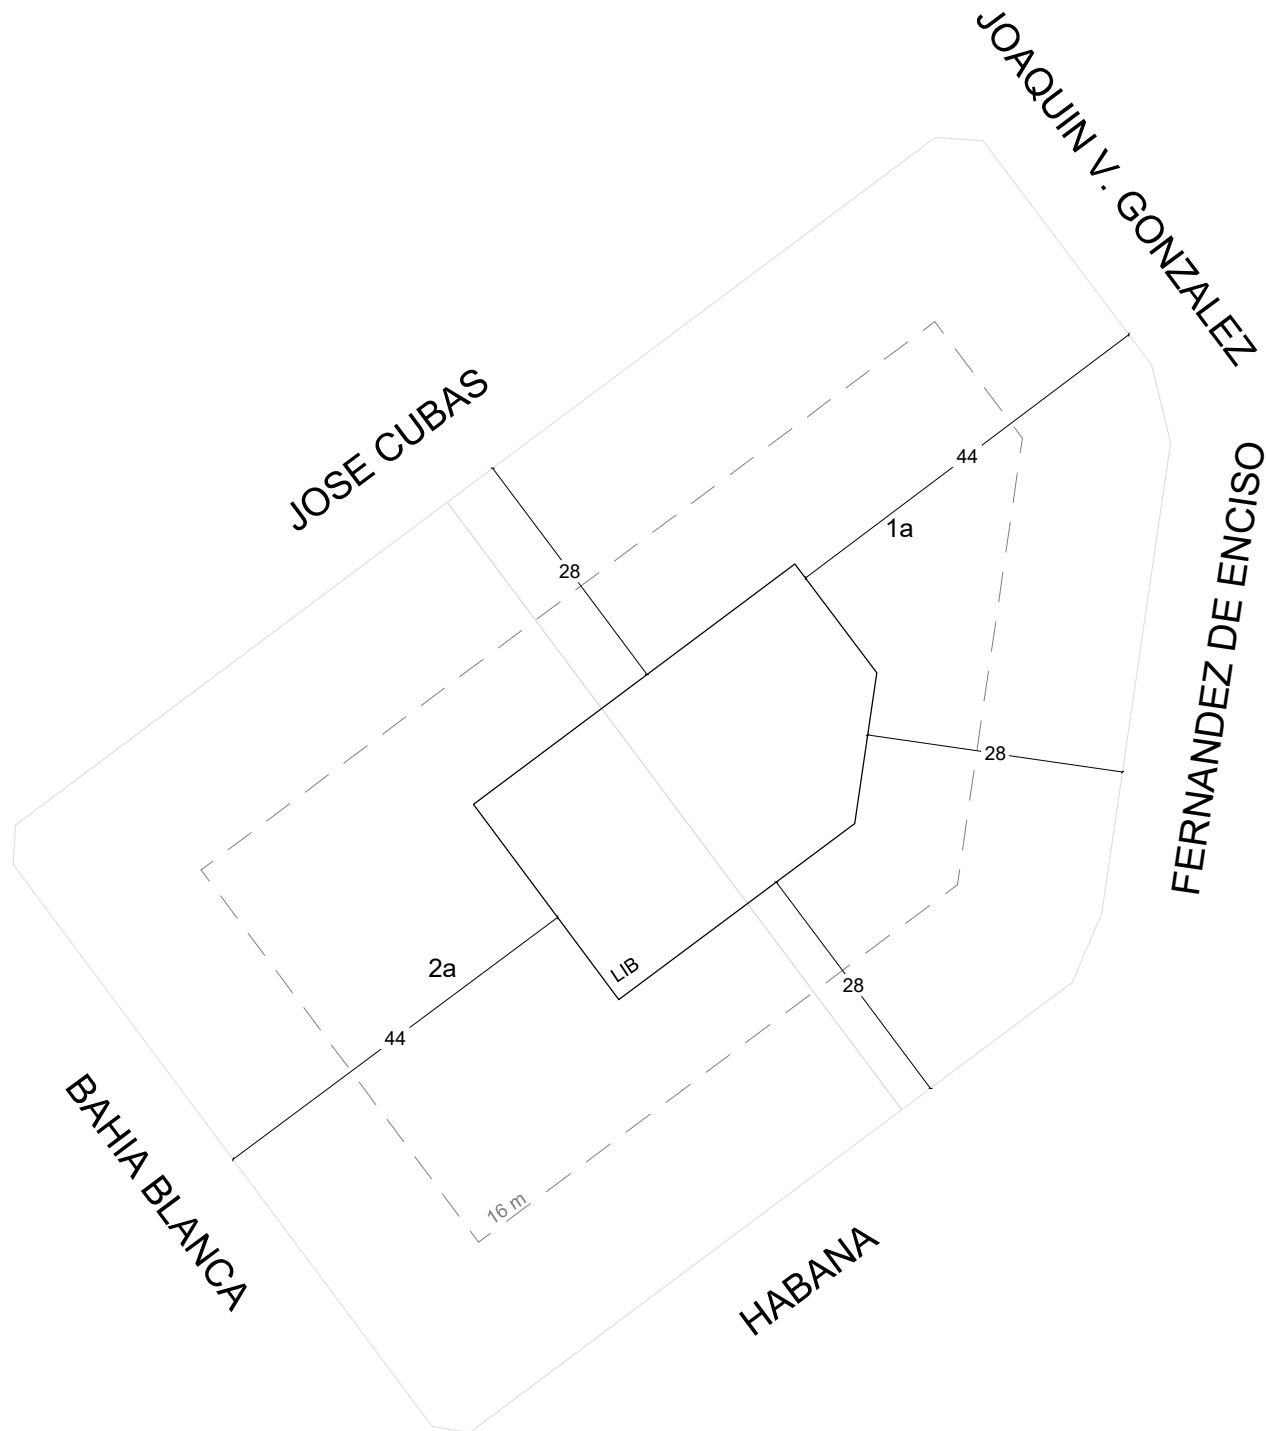 JOAQUIN V. GONZALEZ
JOSE CUBAS
44
1a
FERNANDEZ DE ENCISO
28
28
2a
LIB
28
44
BAHIA BLANCA
16 m
HABANA